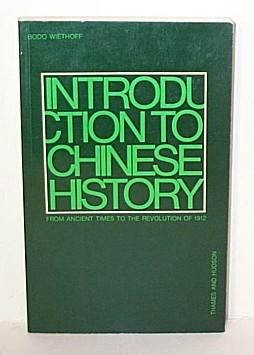 BODO WIETHOFF
INTRODU
CTION TO
CHINESE
HISTORY
FROM ANCIENT TIMES TO THE REVOLUTION OF 1912
THAMES AND HUDSON